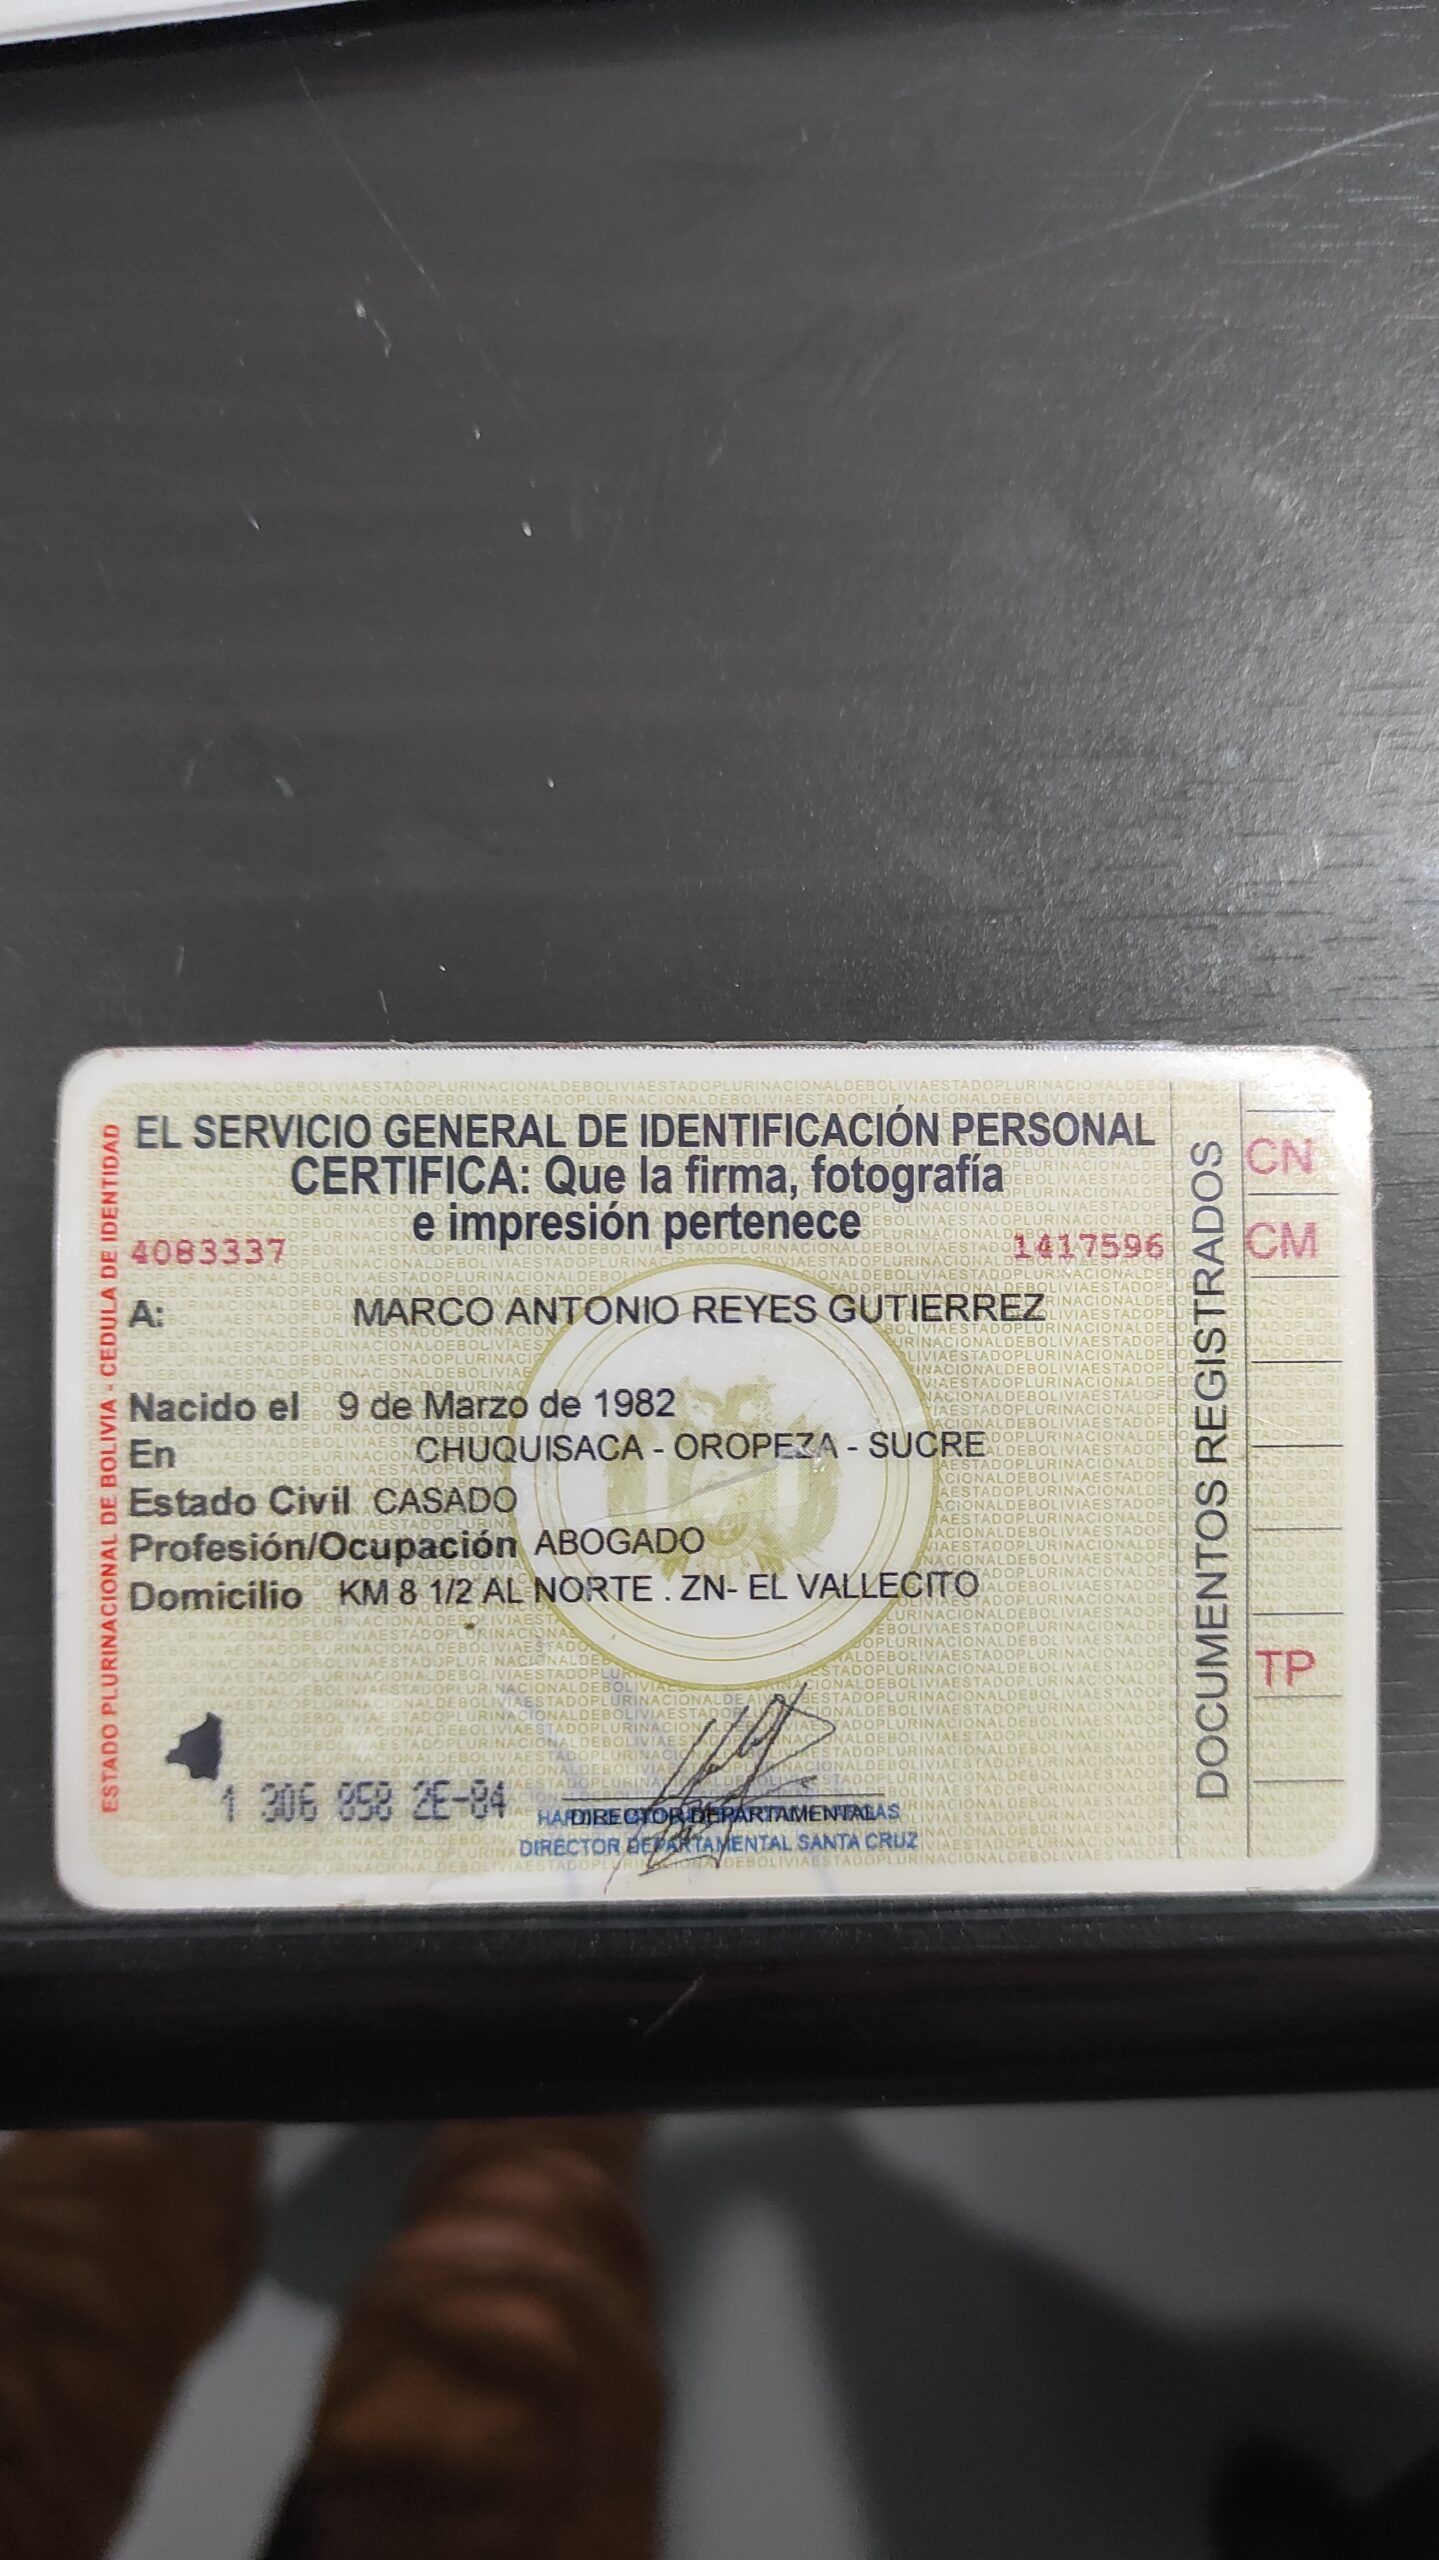 EL SERVICIO GENERAL DE IDENTIFICACIÓN PERSONAL
CERTIFICA: Que la firma, fotografía
e impresión pertenece
4083337 1417596
A: MARCO ANTONIO REYES GUTIERREZ
Nacido el 9 de Marzo de 1982
En CHUQUISACA - OROPEZA - SUCRE
Estado Civil CASADO
Profesión/Ocupación ABOGADO
Domicilio KM 8 1/2 AL NORTE . ZN- EL VALLECITO
1 306 858 2E-84
DIRECTOR DEPARTAMENTAL
DIRECTOR DEPARTAMENTAL SANTA CRUZ
ESTADO PLURINACIONAL DE BOLIVIA - CEDULA DE IDENTIDAD
DOCUMENTOS REGISTRADOS
CN
CM
TP